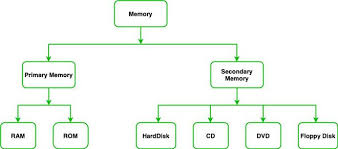 Memory
Primary Memory
Secondary
Memory
RAM
ROM
HardDisk
CD
DVD
Floppy Disk